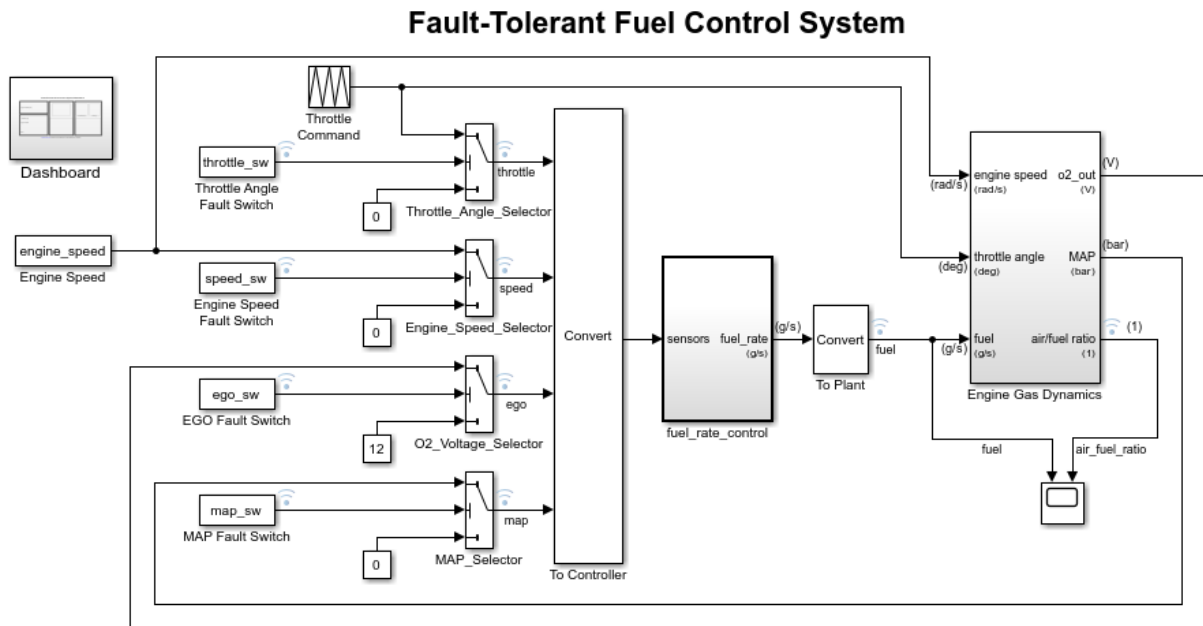 Fault-Tolerant Fuel Control System
Dashboard
Throttle
Command
throttle_sw
Throttle Angle
Fault Switch
0
throttle
Throttle_Angle_Selector
engine_speed
Engine Speed
speed_sw
Engine Speed
Fault Switch
0
speed
Engine_Speed_Selector
ego_sw
EGO Fault Switch
12
ego
O2_Voltage_Selector
map_sw
MAP Fault Switch
0
map
MAP_Selector
Convert
To Controller
sensors
fuel_rate
(g/s)
fuel_rate_control
(g/s)
Convert
To Plant
fuel
(rad/s)
engine speed
(rad/s)
o2_out
(V)
(V)
(deg)
throttle angle
(deg)
MAP
(bar)
(bar)
(g/s)
fuel
(g/s)
air/fuel ratio
(1)
(1)
Engine Gas Dynamics
fuel
air_fuel_ratio